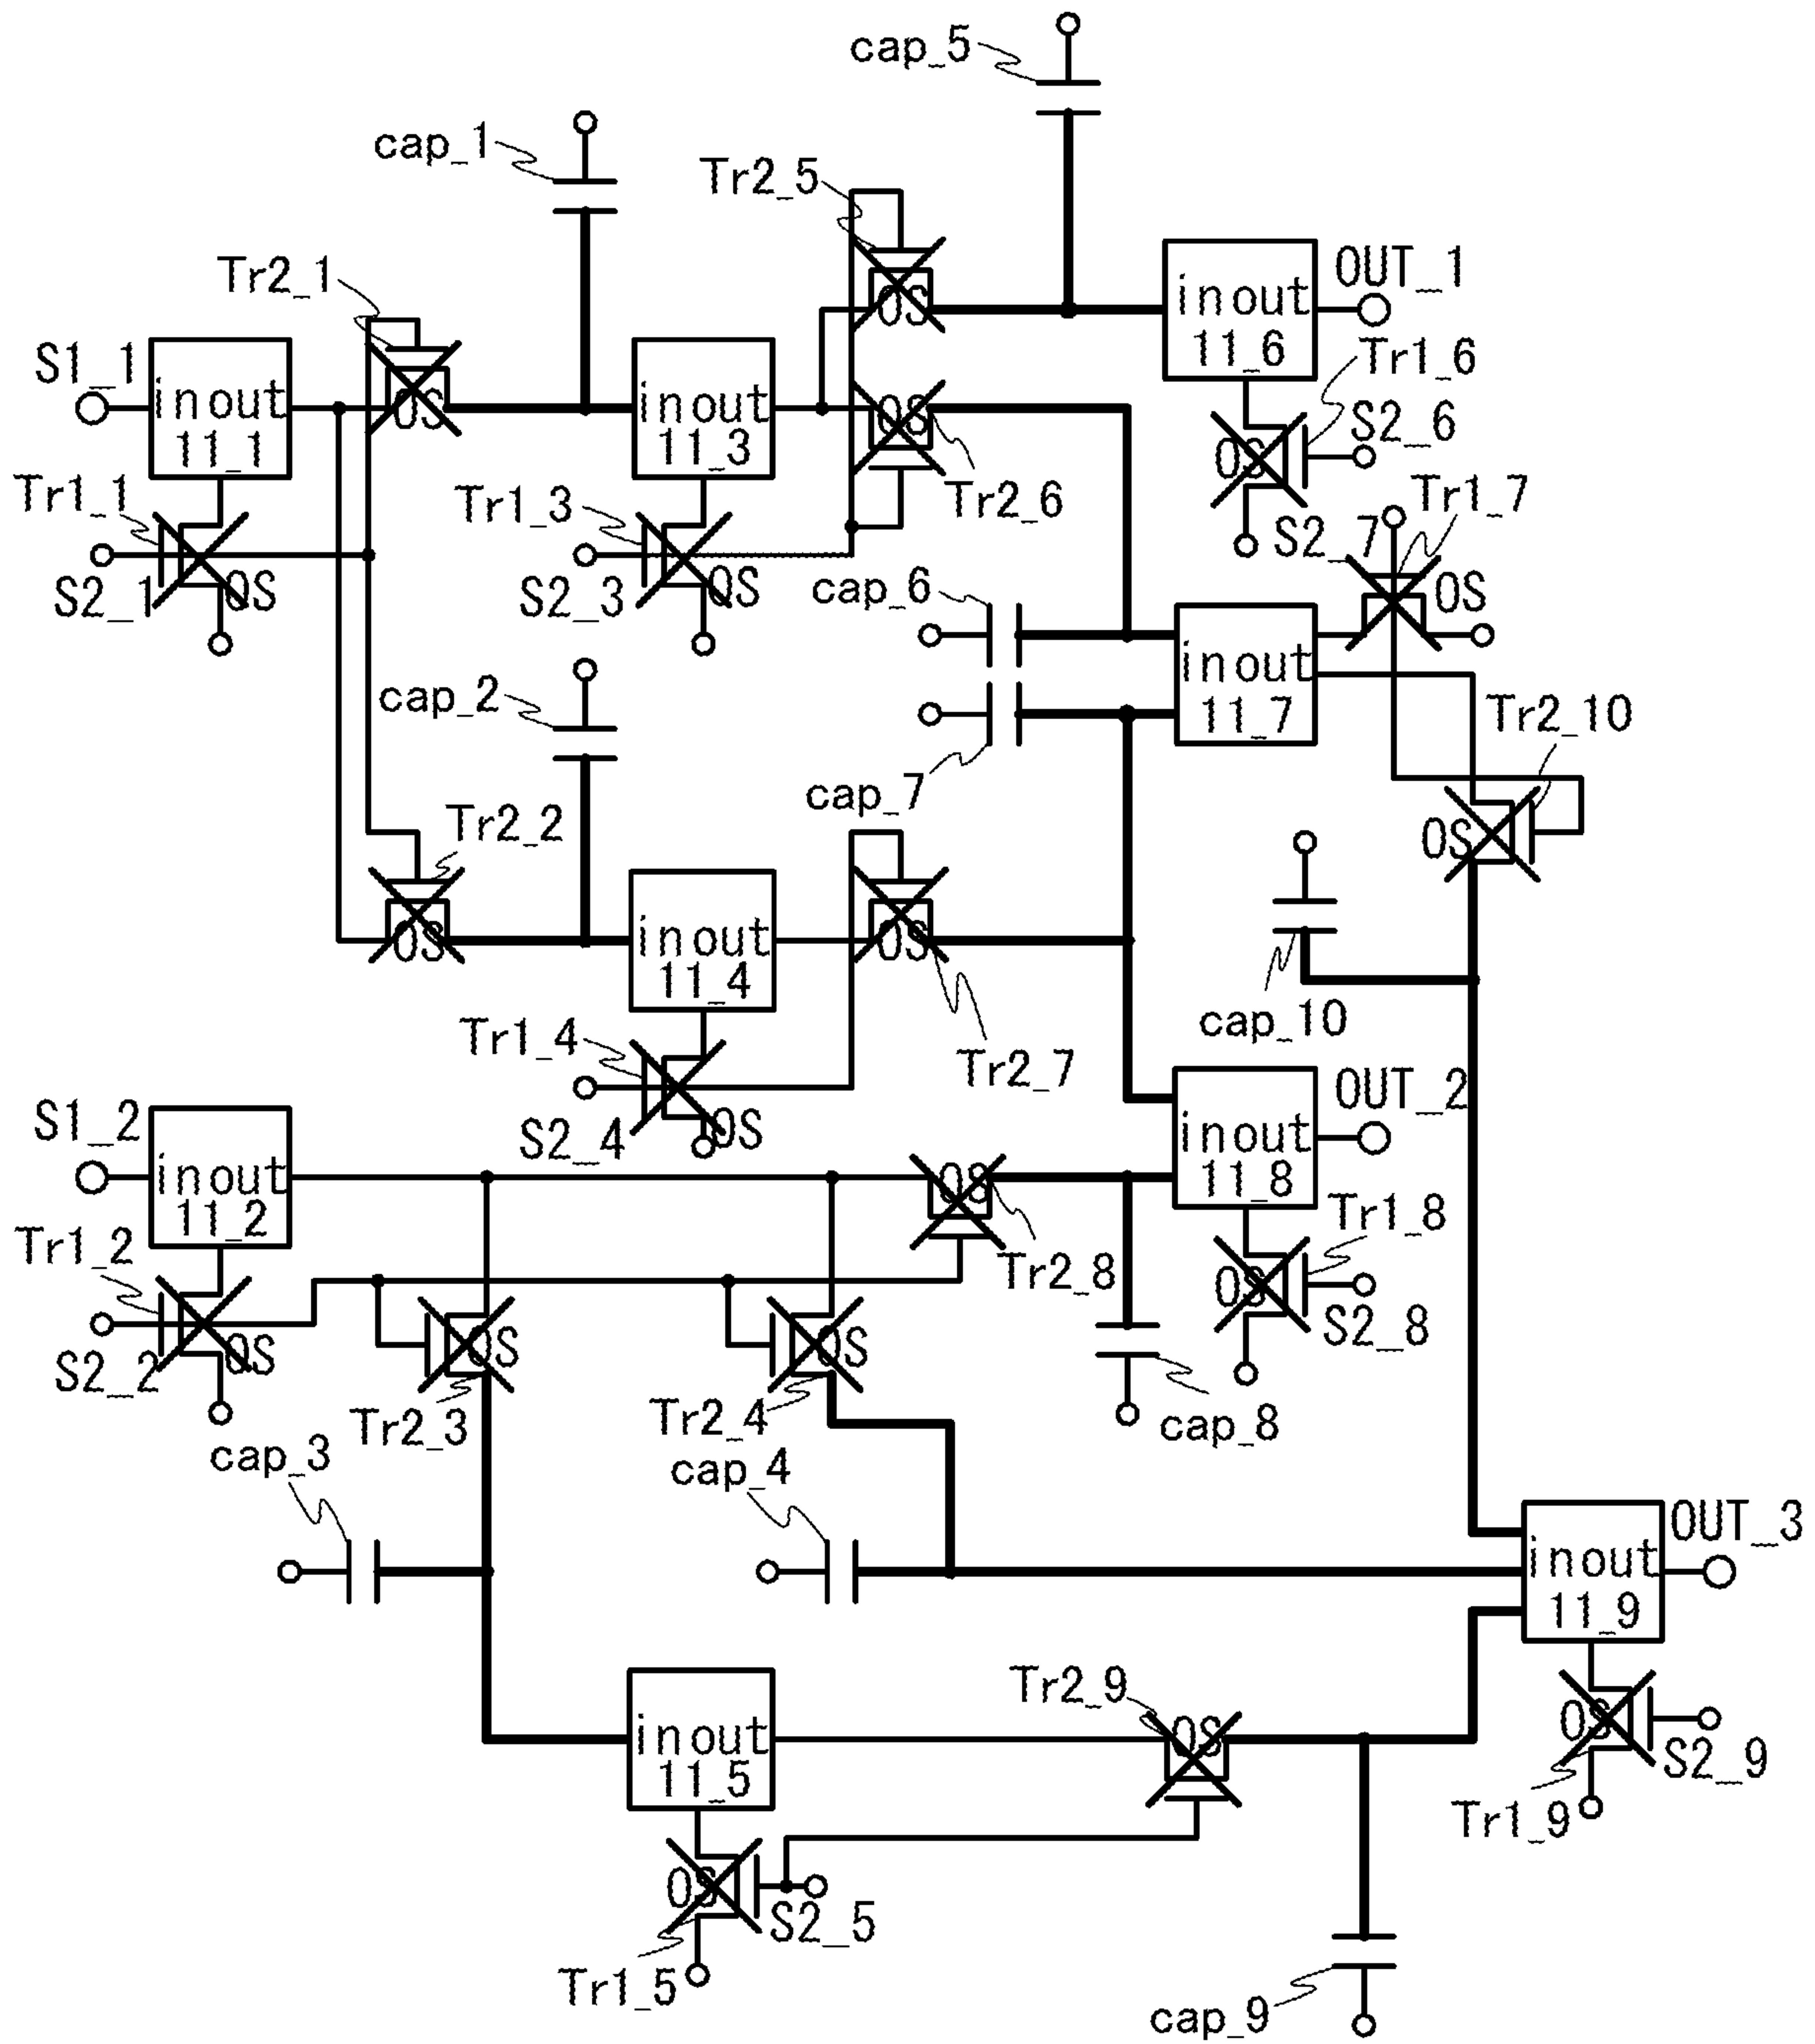 cap_5
cap_1
Tr2_5
Tr2_1
OS
OUT_1
inout
11_6
Tr1_6
S1_1
inout
11_1
OS
inout
11_3
OS
S2_6
OS
Tr1_1
Tr1_3
Tr2_6
Tr1_7
S2_7
S2_1
OS
S2_3
OS
cap_6
OS
inout
11_7
cap_2
Tr2_10
cap_7
Tr2_2
OS
OS
inout
11_4
OS
cap_10
Tr1_4
Tr2_7
OUT_2
S1_2
S2_4
OS
inout
11_8
inout
11_2
OS
Tr1_8
Tr1_2
Tr2_8
OS
S2_8
S2_2
OS
OS
OS
Tr2_3
Tr2_4
cap_8
cap_3
cap_4
OUT_3
inout
11_9
Tr2_9
OS
OS
inout
11_5
S2_9
Tr1_9
OS
S2_5
Tr1_5
cap_9